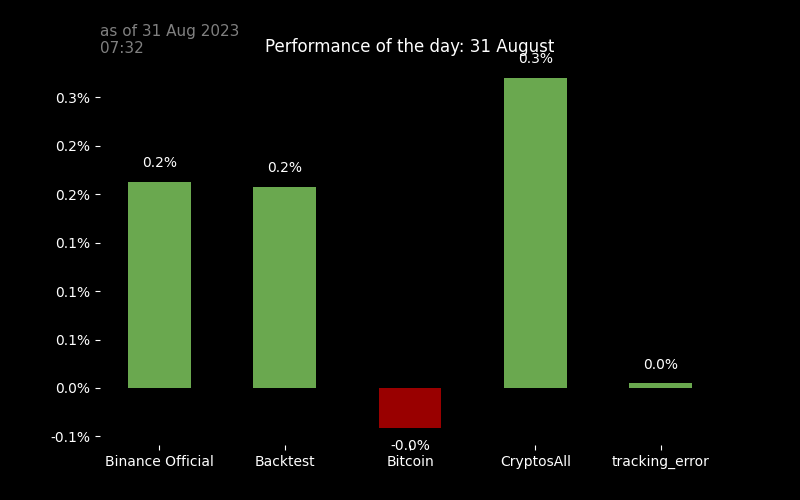 as of 31 Aug 2023
07:32
Performance of the day: 31 August
0.3%
0.3%
0.2%
0.2%
0.2%
0.2%
0.1%
0.1%
0.1%
0.0%
0.0%
-0.1%
-0.0%
Binance Official
Backtest
Bitcoin
CryptosAll
tracking_error